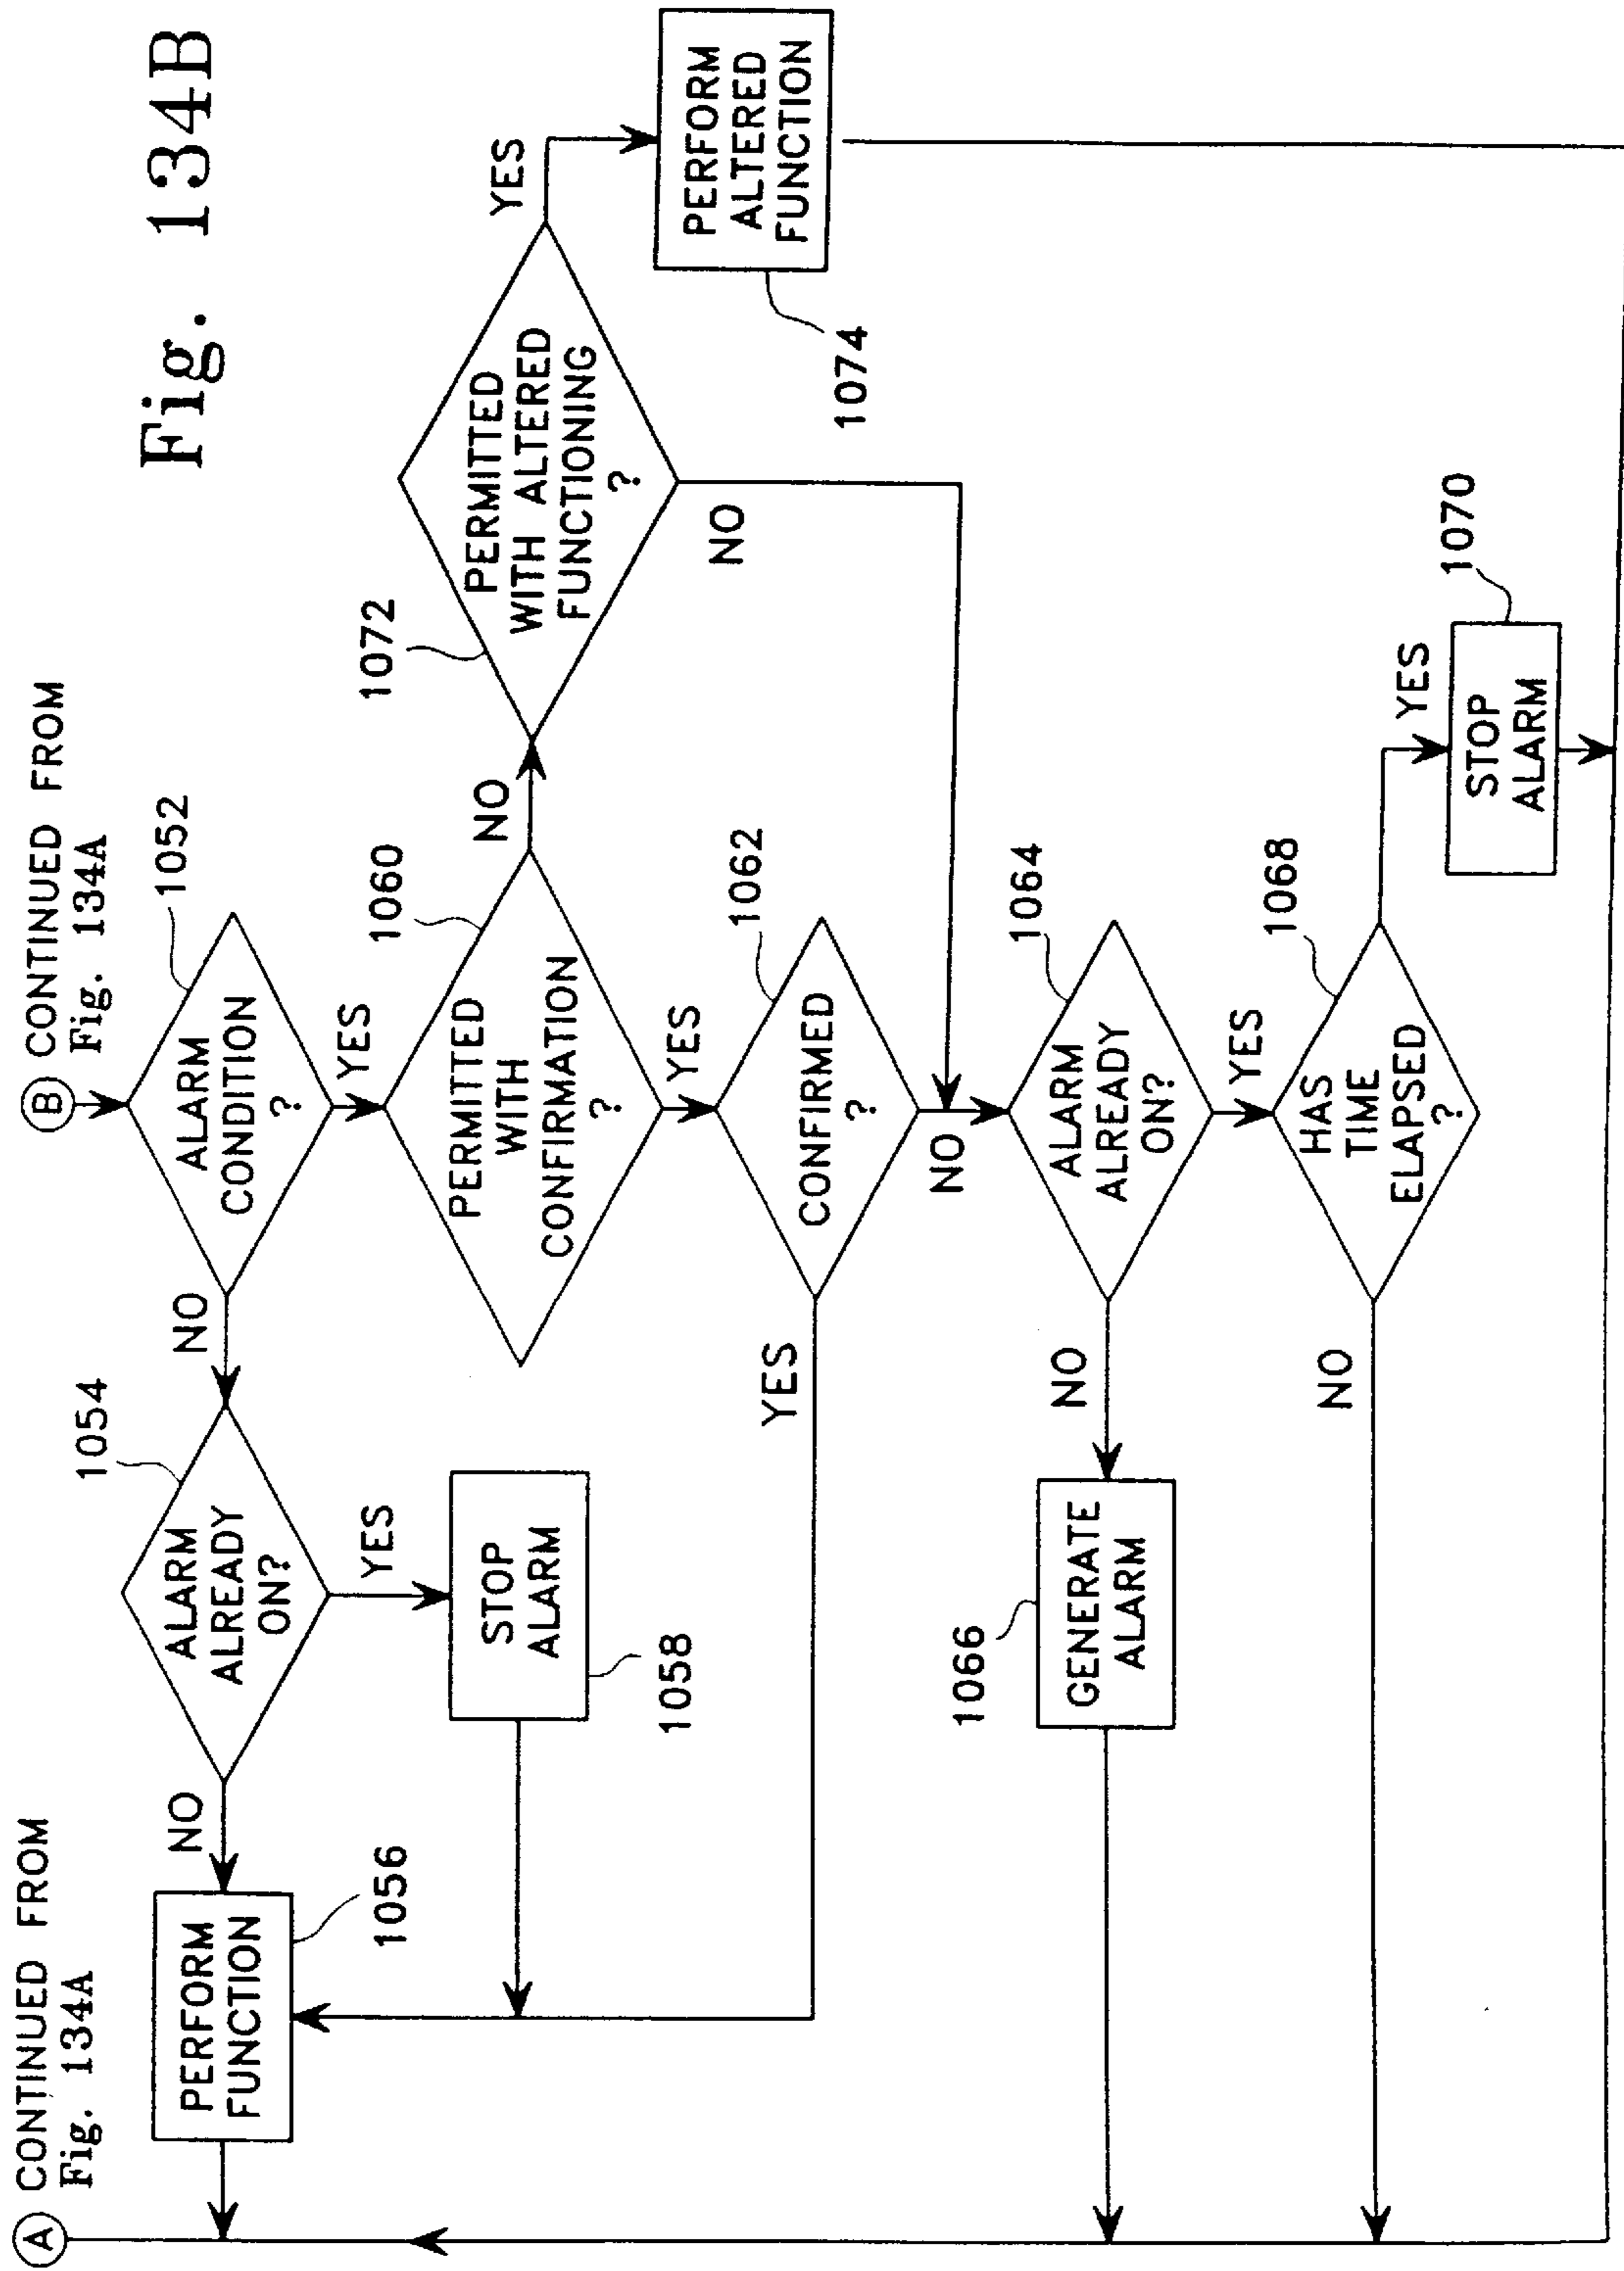 Fig. 134B
A
CONTINUED FROM
Fig. 134A
B
CONTINUED FROM
Fig. 134A
1052
ALARM
CONDITION
?
NO
YES
1054
ALARM
ALREADY
ON?
NO
YES
PERFORM
FUNCTION
1056
STOP
ALARM
1058
1060
PERMITTED
WITH
CONFIRMATION
?
NO
YES
1072
PERMITTED
WITH ALTERED
FUNCTIONING
?
YES
NO
PERFORM
ALTERED
FUNCTION
1074
1062
CONFIRMED
?
YES
NO
1064
ALARM
ALREADY
ON?
NO
YES
1066
GENERATE
ALARM
1068
HAS
TIME
ELAPSED
?
NO
YES
1070
STOP
ALARM